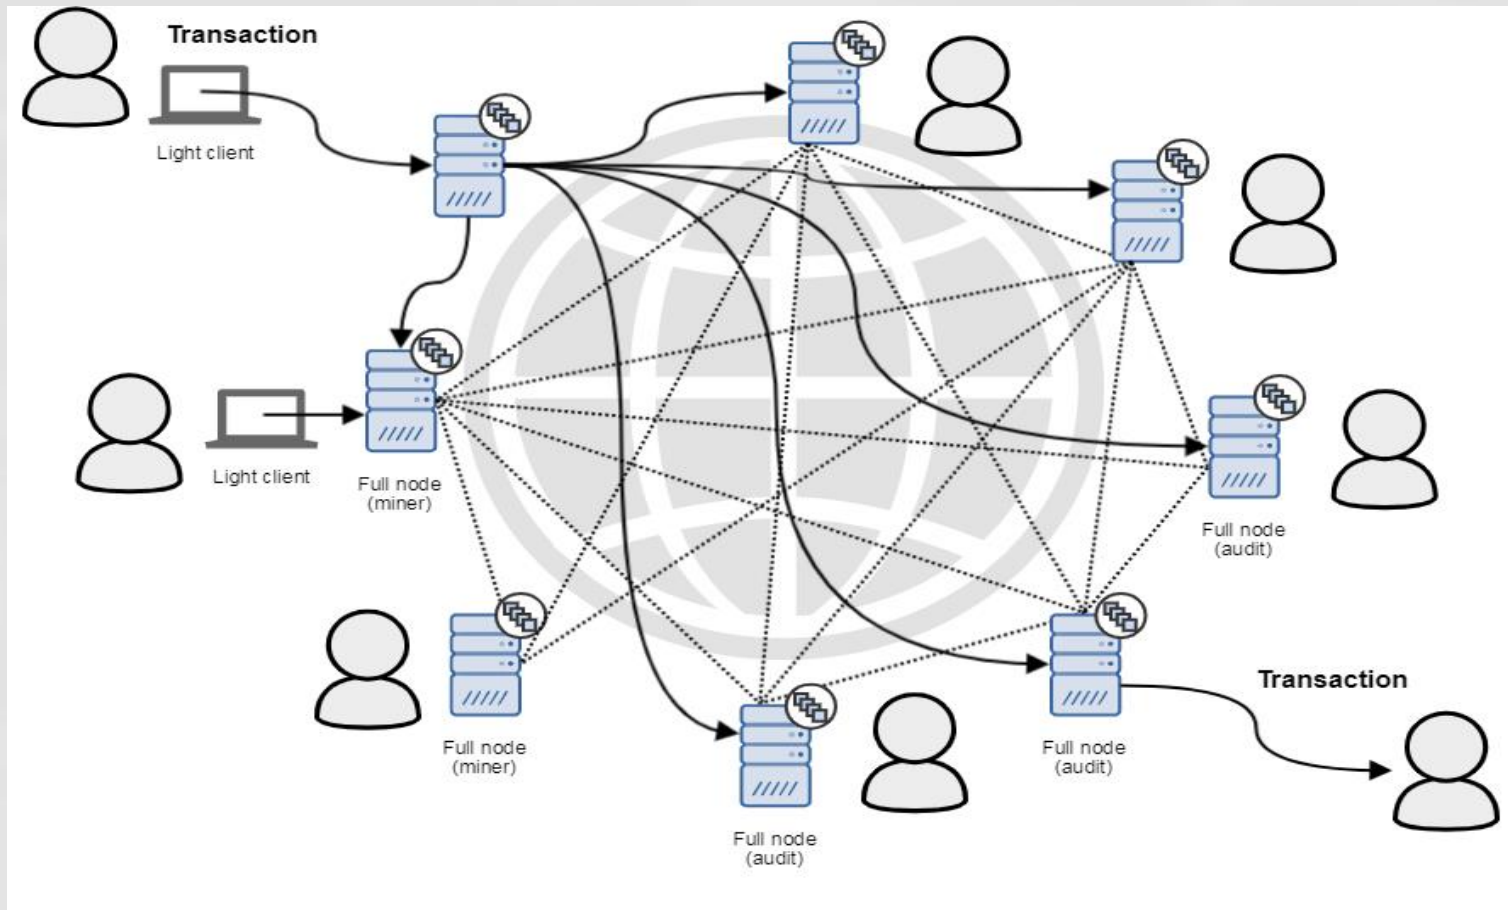 Transaction
Light client
Light client
Full node
(miner)
Full node
(audit)
Transaction
Full node
(miner)
Full node
(audit)
Full node
(audit)